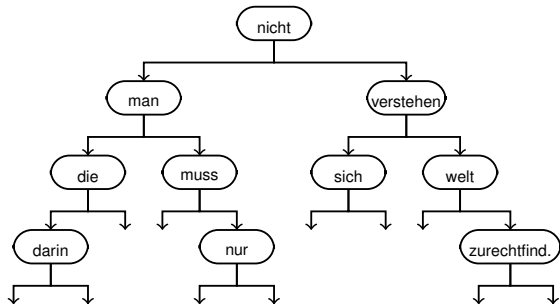 nicht
man verstehen
die muss sich welt
darin nur zurechtfind.